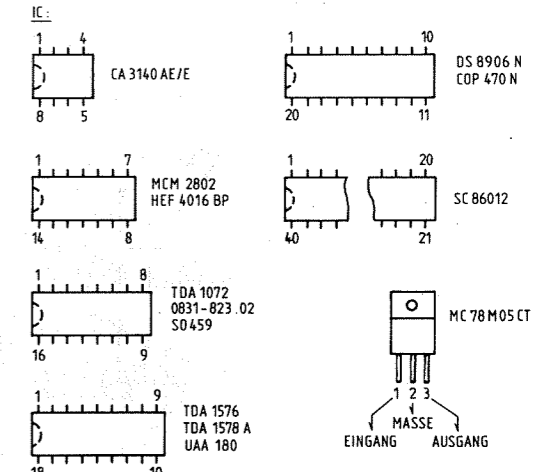 IC:
1 4
CA 3140 AE/E
8 5
1 10
DS 8906 N
COP 470 N
20 11
1 7
MCM 2802
HEF 4016 BP
14 8
1 20
SC 86012
40 21
1 8
TDA 1072
0831-823.02
SO459
16 9
MC 78 M05 CT
1 2 3
MASSE
EINGANG AUSGANG
1 9
TDA 1576
TDA 1578 A
UAA 180
18 10